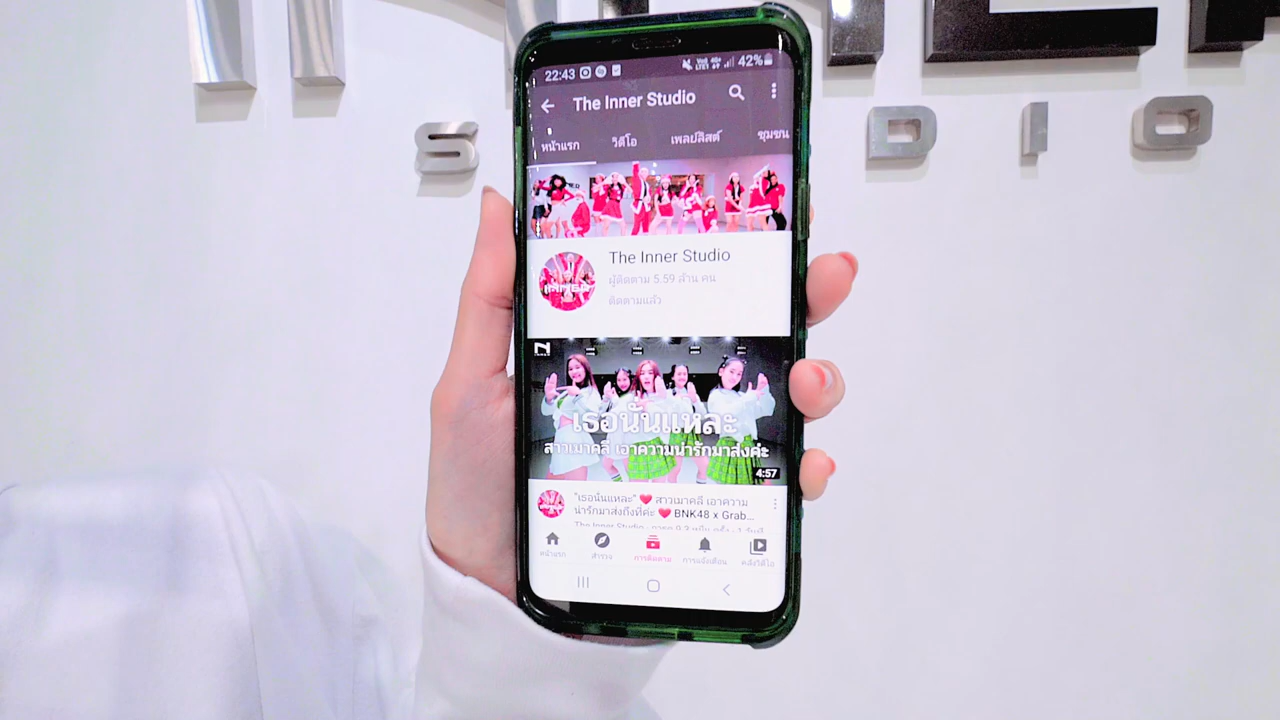 S DIO
22:43 42%
The Inner Studio
หน้าแรก วิดีโอ เพลย์ลิสต์ ชุมชน
The Inner Studio
ผู้ติดตาม 5.59 ล้าน คน
ติดตามแล้ว
INNER
เธอนั่นแหละ
สาวเมาคลี เอาความน่ารักมาส่งค่ะ
4:57
"เธอนั่นแหละ" ❤ สาวเมาคลี เอาความ
น่ารักมาส่งถึงที่ค่ะ ❤ BNK48 x Grab...
The Inner Studio
หน้าแรก สำรวจ การติดตาม การแจ้งเตือน คลังวิดีโอ